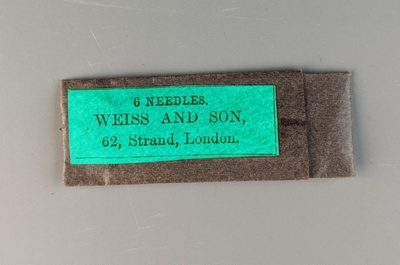 6 NEEDLES.
WEISS AND SON,
62, Strand, London.